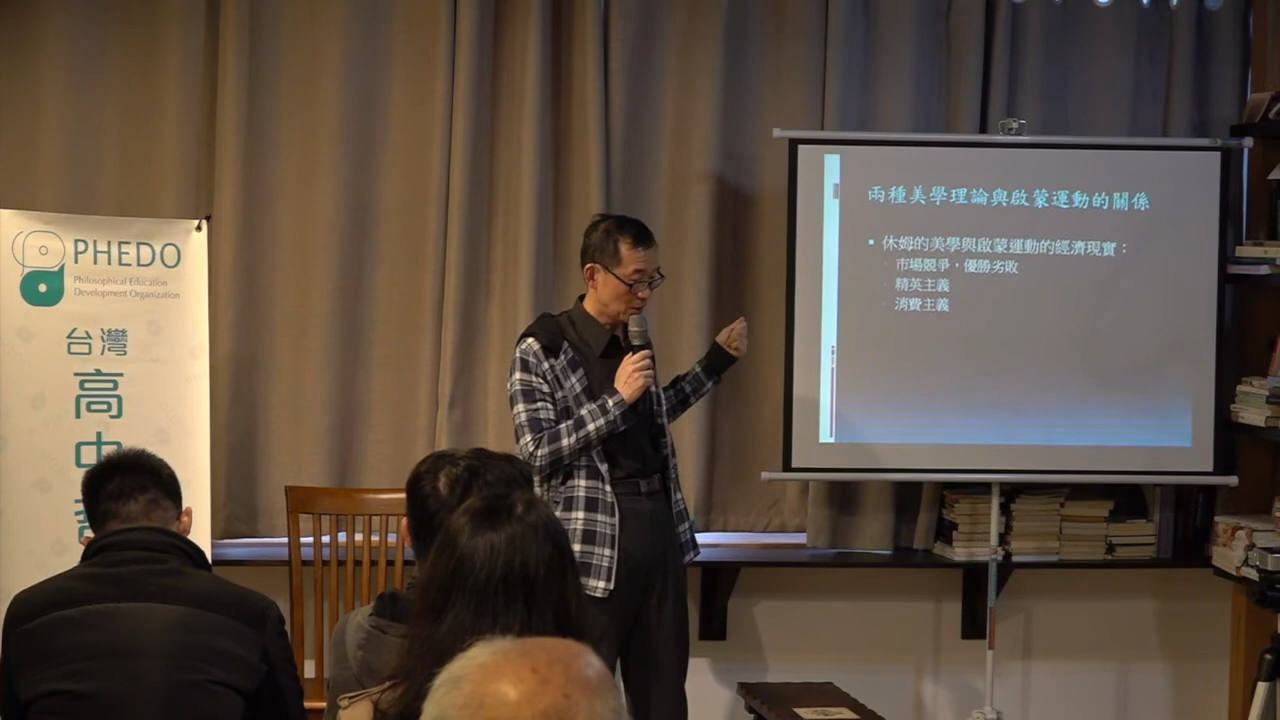 PHEDO
Philosophical Education
Development Organization
台灣
高
中
兩種美學理論與啟蒙運動的關係
▪ 休姆的美學與啟蒙運動的經濟現實：
市場競爭，優勝劣敗
精英主義
消費主義